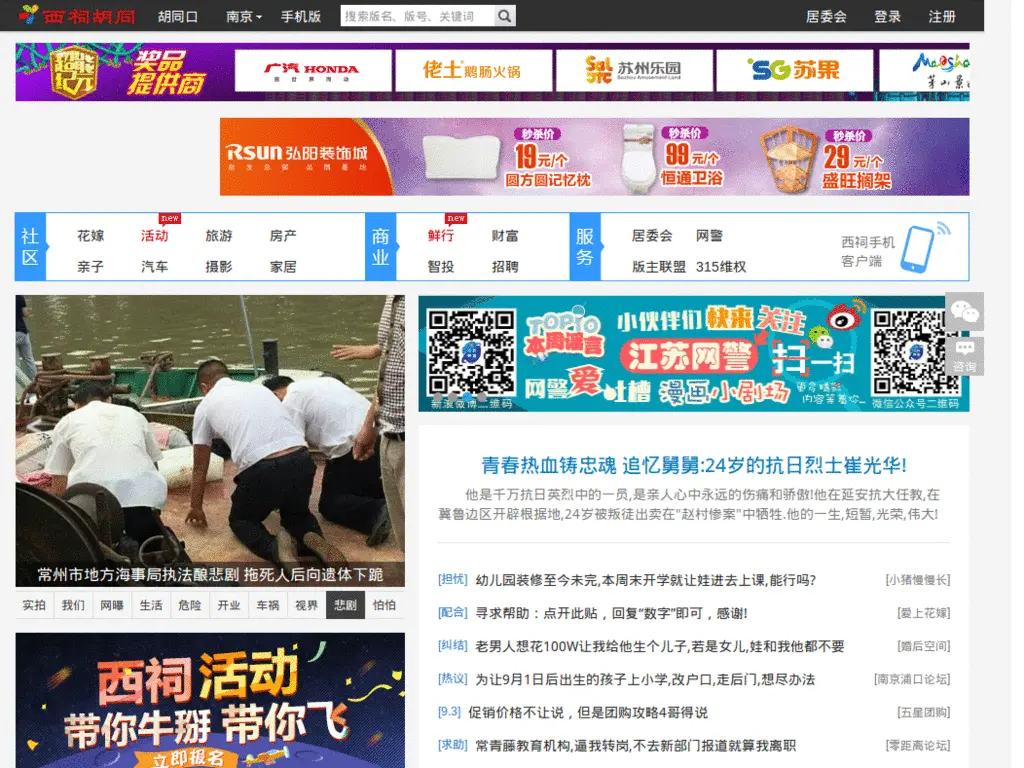 西祠胡同 胡同口 南京 手机版 搜索版名、版号、关键词 居委会 登录 注册
奖品
提供商
广汽HONDA
佬土鹅肠火锅
苏州乐园
SG苏果
Rsun弘阳装饰城
秒杀价
19元/个
圆方圆记忆枕
秒杀价
99元/个
恒通卫浴
秒杀价
29元/个
盛旺搁架
社区
花嫁 活动 new 旅游 房产
亲子 汽车 摄影 家居
商业
鲜行 new 财富
智投 招聘
服务
居委会 网警
版主联盟 315维权
西祠手机
客户端
常州市地方海事局执法酿悲剧 拖死人后向遗体下跪
实拍 我们 网曝 生活 危险 开业 车祸 视界 悲剧 怕怕
西祠活动
带你牛掰 带你飞
立即报名
TOP10
本周谣言
小伙伴们快来关注
江苏网警
扫一扫
网警爱吐槽 漫画小剧场
新浪微博二维码
微信公众号二维码
咨询
青春热血铸忠魂 追忆舅舅:24岁的抗日烈士崔光华!
他是千万抗日英烈中的一员,是亲人心中永远的伤痛和骄傲!他在延安抗大任教,在
冀鲁边区开辟根据地,24岁被叛徒出卖在"赵村惨案"中牺牲.他的一生,短暂,光荣,伟大!
[担忧] 幼儿园装修至今未完,本周末开学就让娃进去上课,能行吗? [小猪慢慢长]
[配合] 寻求帮助：点开此贴，回复“数字”即可，感谢! [爱上花嫁]
[纠结] 老男人想花100W让我给他生个儿子,若是女儿,娃和我他都不要 [婚后空间]
[热议] 为让9月1日后出生的孩子上小学,改户口,走后门,想尽办法 [南京浦口论坛]
[9.3] 促销价格不让说，但是团购攻略4哥得说 [五星团购]
[求助] 常青藤教育机构,逼我转岗,不去新部门报道就算我离职 [零距离论坛]